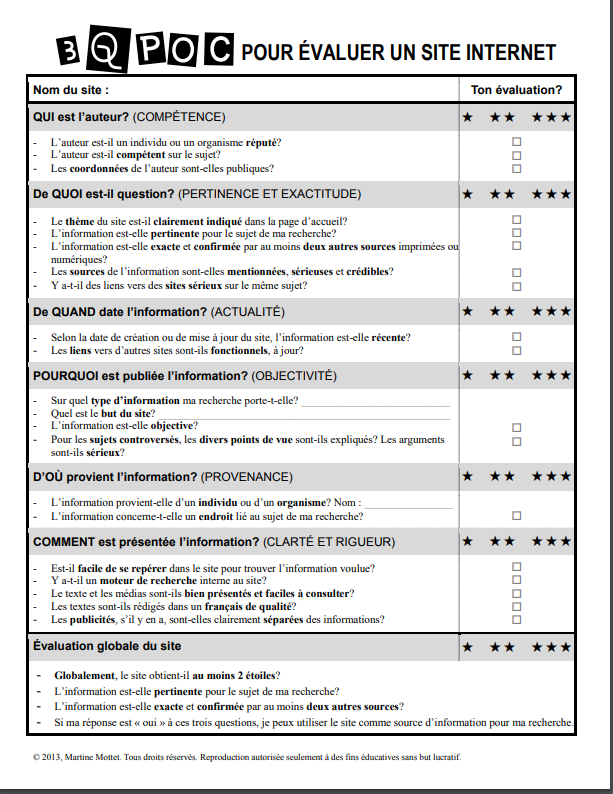 3 Q P O C POUR ÉVALUER UN SITE INTERNET
Nom du site : Ton évaluation?
QUI est l'auteur? (COMPÉTENCE) ★ ★★ ★★★
- L'auteur est-il un individu ou un organisme réputé? ☐
- L'auteur est-il compétent sur le sujet? ☐
- Les coordonnées de l'auteur sont-elles publiques? ☐
De QUOI est-il question? (PERTINENCE ET EXACTITUDE) ★ ★★ ★★★
- Le thème du site est-il clairement indiqué dans la page d'accueil? ☐
- L'information est-elle pertinente pour le sujet de ma recherche? ☐
- L'information est-elle exacte et confirmée par au moins deux autres sources imprimées ou ☐
numériques?
- Les sources de l'information sont-elles mentionnées, sérieuses et crédibles? ☐
- Y a-t-il des liens vers des sites sérieux sur le même sujet? ☐
De QUAND date l'information? (ACTUALITÉ) ★ ★★ ★★★
- Selon la date de création ou de mise à jour du site, l'information est-elle récente? ☐
- Les liens vers d'autres sites sont-ils fonctionnels, à jour? ☐
POURQUOI est publiée l'information? (OBJECTIVITÉ) ★ ★★ ★★★
- Sur quel type d'information ma recherche porte-t-elle? ____________________
- Quel est le but du site? ____________________
- L'information est-elle objective? ☐
- Pour les sujets controversés, les divers points de vue sont-ils expliqués? Les arguments ☐
sont-ils sérieux?
D'OÙ provient l'information? (PROVENANCE) ★ ★★ ★★★
- L'information provient-elle d'un individu ou d'un organisme? Nom : ____________________
- L'information concerne-t-elle un endroit lié au sujet de ma recherche? ☐
COMMENT est présentée l'information? (CLARTÉ ET RIGUEUR) ★ ★★ ★★★
- Est-il facile de se repérer dans le site pour trouver l'information voulue? ☐
- Y a-t-il un moteur de recherche interne au site? ☐
- Le texte et les médias sont-ils bien présentés et faciles à consulter? ☐
- Les textes sont-ils rédigés dans un français de qualité? ☐
- Les publicités, s'il y en a, sont-elles clairement séparées des informations? ☐
Évaluation globale du site ★ ★★ ★★★
- Globalement, le site obtient-il au moins 2 étoiles?
- L'information est-elle pertinente pour le sujet de ma recherche?
- L'information est-elle exacte et confirmée par au moins deux autres sources?
- Si ma réponse est « oui » à ces trois questions, je peux utiliser le site comme source d'information pour ma recherche.
© 2013, Martine Mottet. Tous droits réservés. Reproduction autorisée seulement à des fins éducatives sans but lucratif.